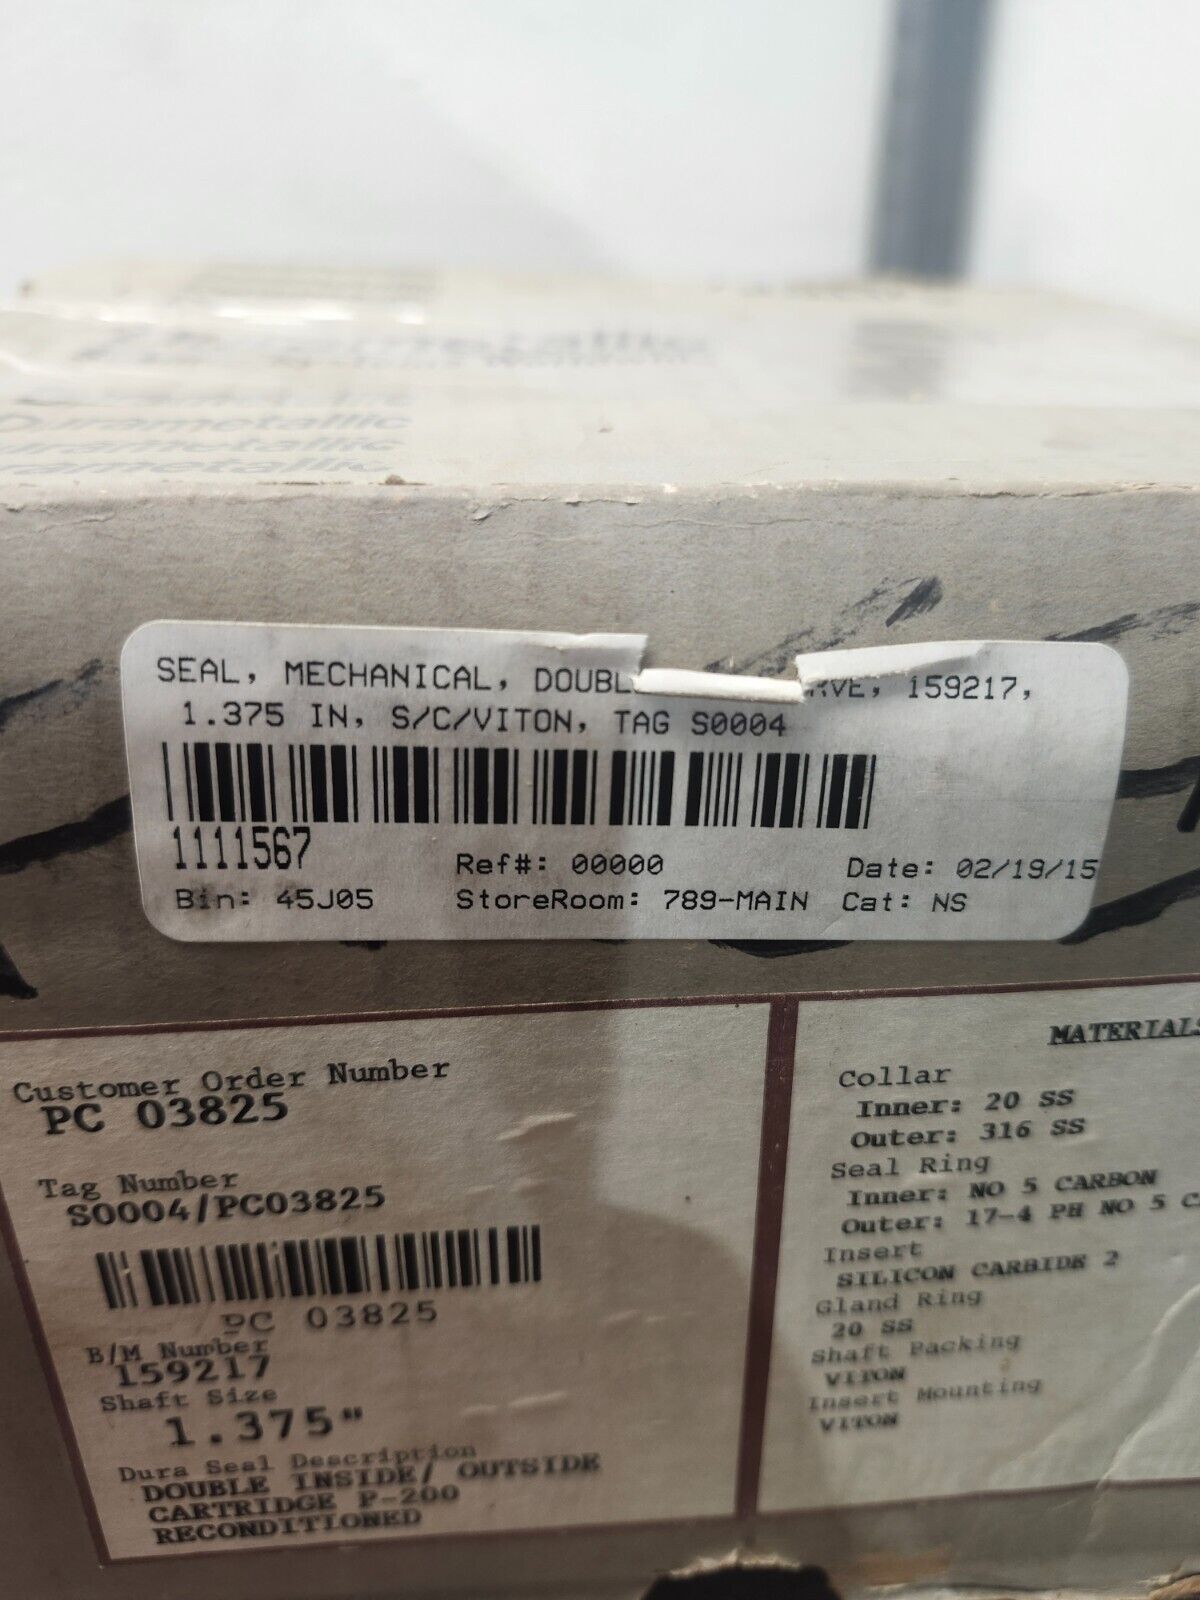 Durametallic
SEAL, MECHANICAL, DOUBL RVE, 159217,
1.375 IN, S/C/VITON, TAG S0004
1111567
Ref#: 00000
Date: 02/19/15
Bin: 45J05
StoreRoom: 789-MAIN
Cat: NS
Customer Order Number
PC 03825
Tag Number
S0004/PC03825
PC 03825
B/M Number
159217
Shaft Size
1.375"
Dura Seal Description
DOUBLE INSIDE/ OUTSIDE
CARTRIDGE P-200
RECONDITIONED
MATERIALS
Collar
Inner: 20 SS
Outer: 316 SS
Seal Ring
Inner: NO 5 CARBON
Outer: 17-4 PH NO 5 C
Insert
SILICON CARBIDE 2
Gland Ring
20 SS
Shaft Packing
VITON
Insert Mounting
VITON